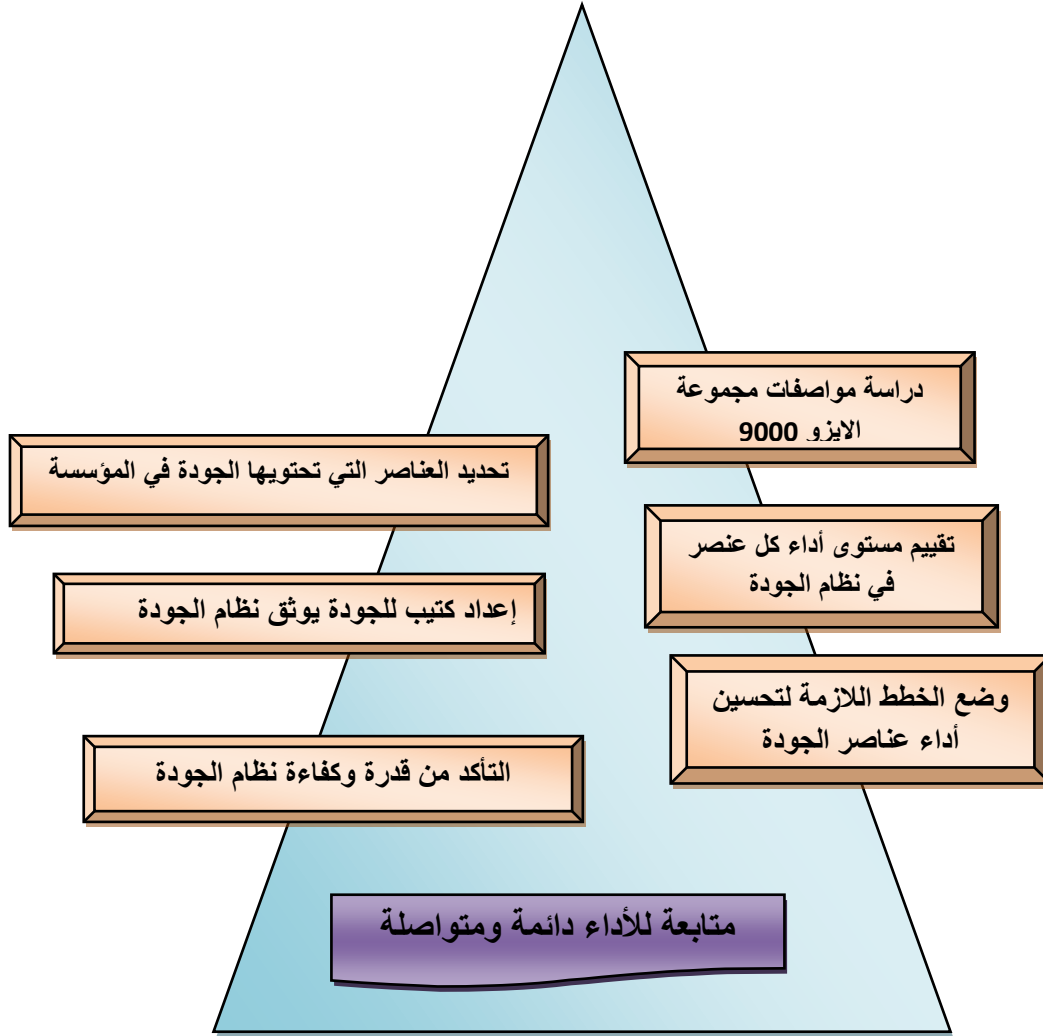 دراسة مواصفات مجموعة
الايزو 9000
تحديد العناصر التي تحتويها الجودة في المؤسسة
تقييم مستوى أداء كل عنصر
في نظام الجودة
إعداد كتيب للجودة يوثق نظام الجودة
وضع الخطط اللازمة لتحسين
أداء عناصر الجودة
التأكد من قدرة وكفاءة نظام الجودة
متابعة للأداء دائمة ومتواصلة